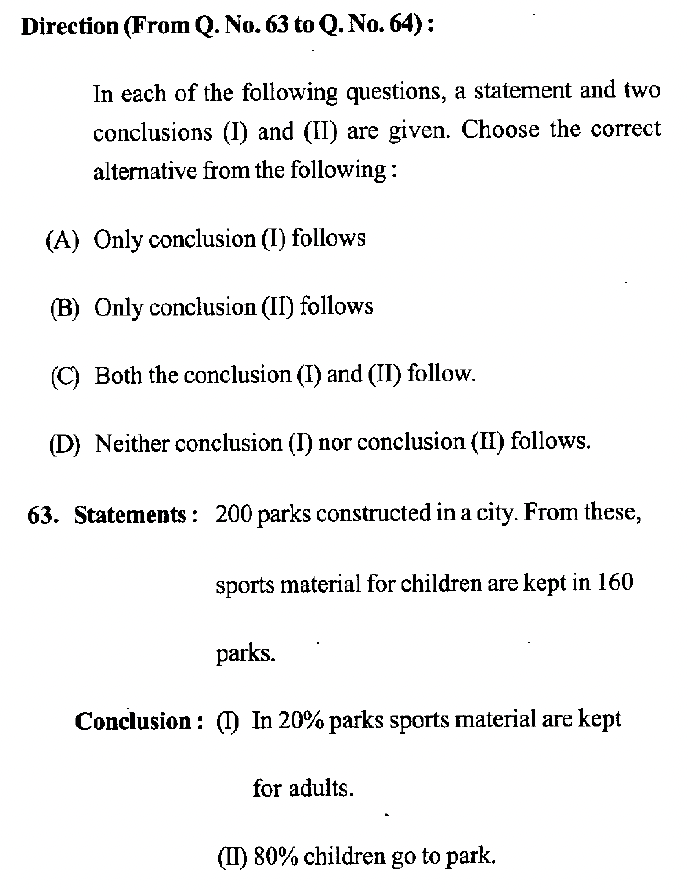 Direction (From Q. No. 63 to Q. No. 64) :
In each of the following questions, a statement and two
conclusions (I) and (II) are given. Choose the correct
alternative from the following :
(A) Only conclusion (I) follows
(B) Only conclusion (II) follows
(C) Both the conclusion (I) and (II) follow.
(D) Neither conclusion (I) nor conclusion (II) follows.
63. Statements : 200 parks constructed in a city. From these,
sports material for children are kept in 160
parks.
Conclusion : (I) In 20% parks sports material are kept
for adults.
(II) 80% children go to park.